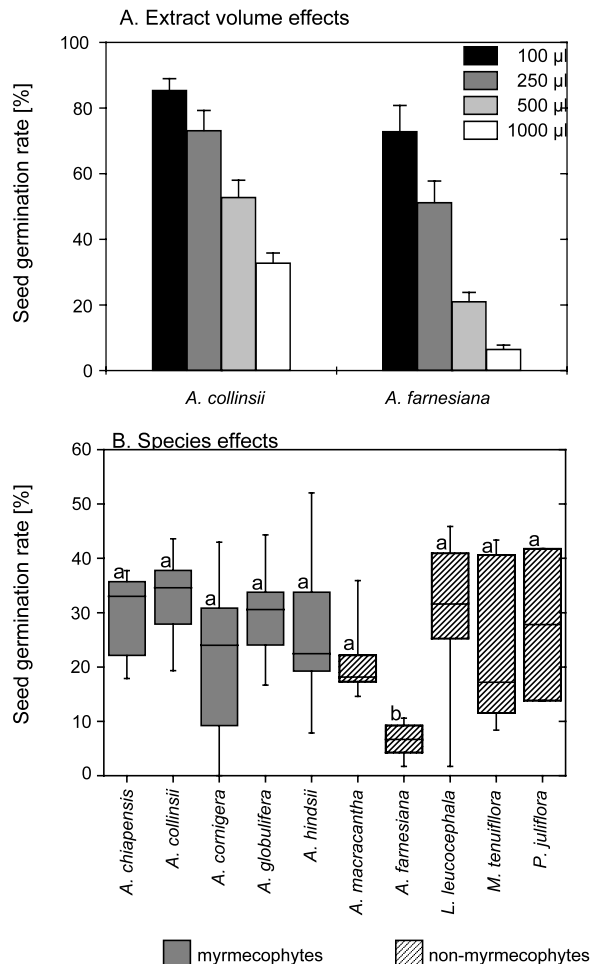 A. Extract volume effects
Seed germination rate [%]
100
80
60
40
20
0
100 µl
250 µl
500 µl
1000 µl
A. collinsii
A. farnesiana
B. Species effects
Seed germination rate [%]
60
50
40
30
20
10
0
a
a
a
a
a
a
b
a
a
a
A. chiapensis
A. collinsii
A. cornigera
A. globulifera
A. hindsii
A. macracantha
A. farnesiana
L. leucocephala
M. tenuiflora
P. juliflora
myrmecophytes
non-myrmecophytes